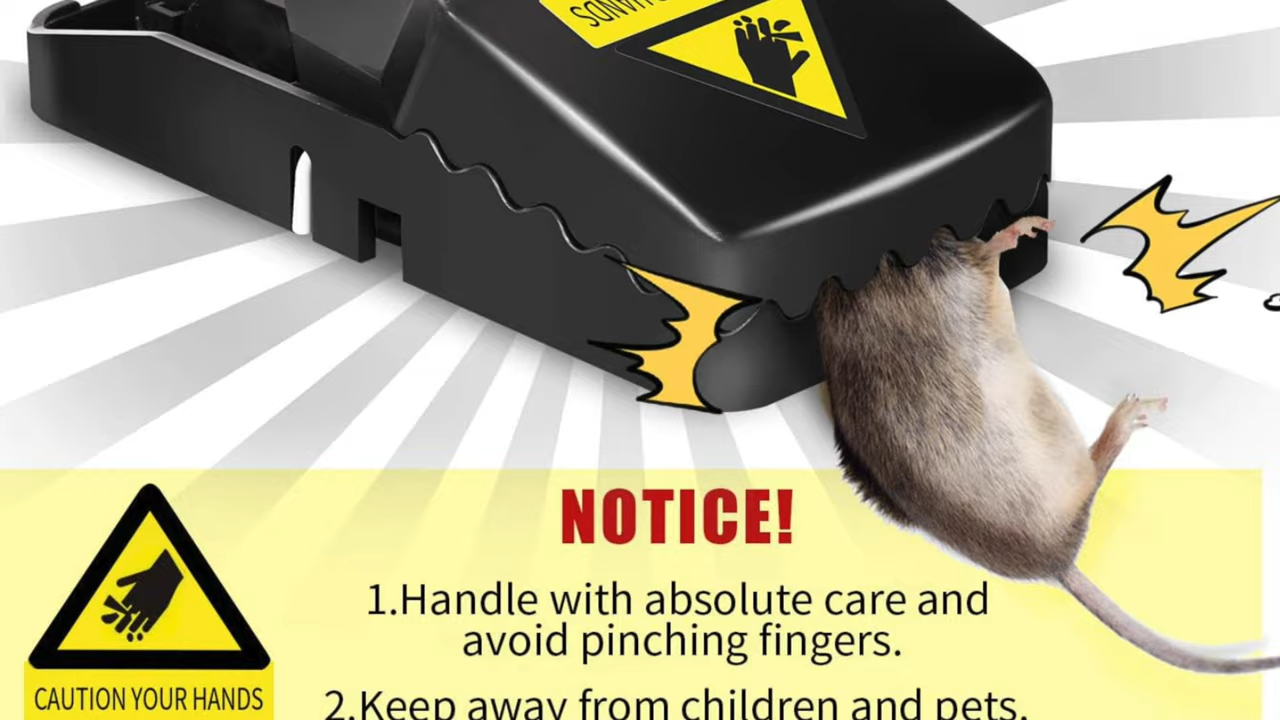 HANDS
NOTICE!
1.Handle with absolute care and
avoid pinching fingers.
CAUTION YOUR HANDS
2.Keep away from children and pets.